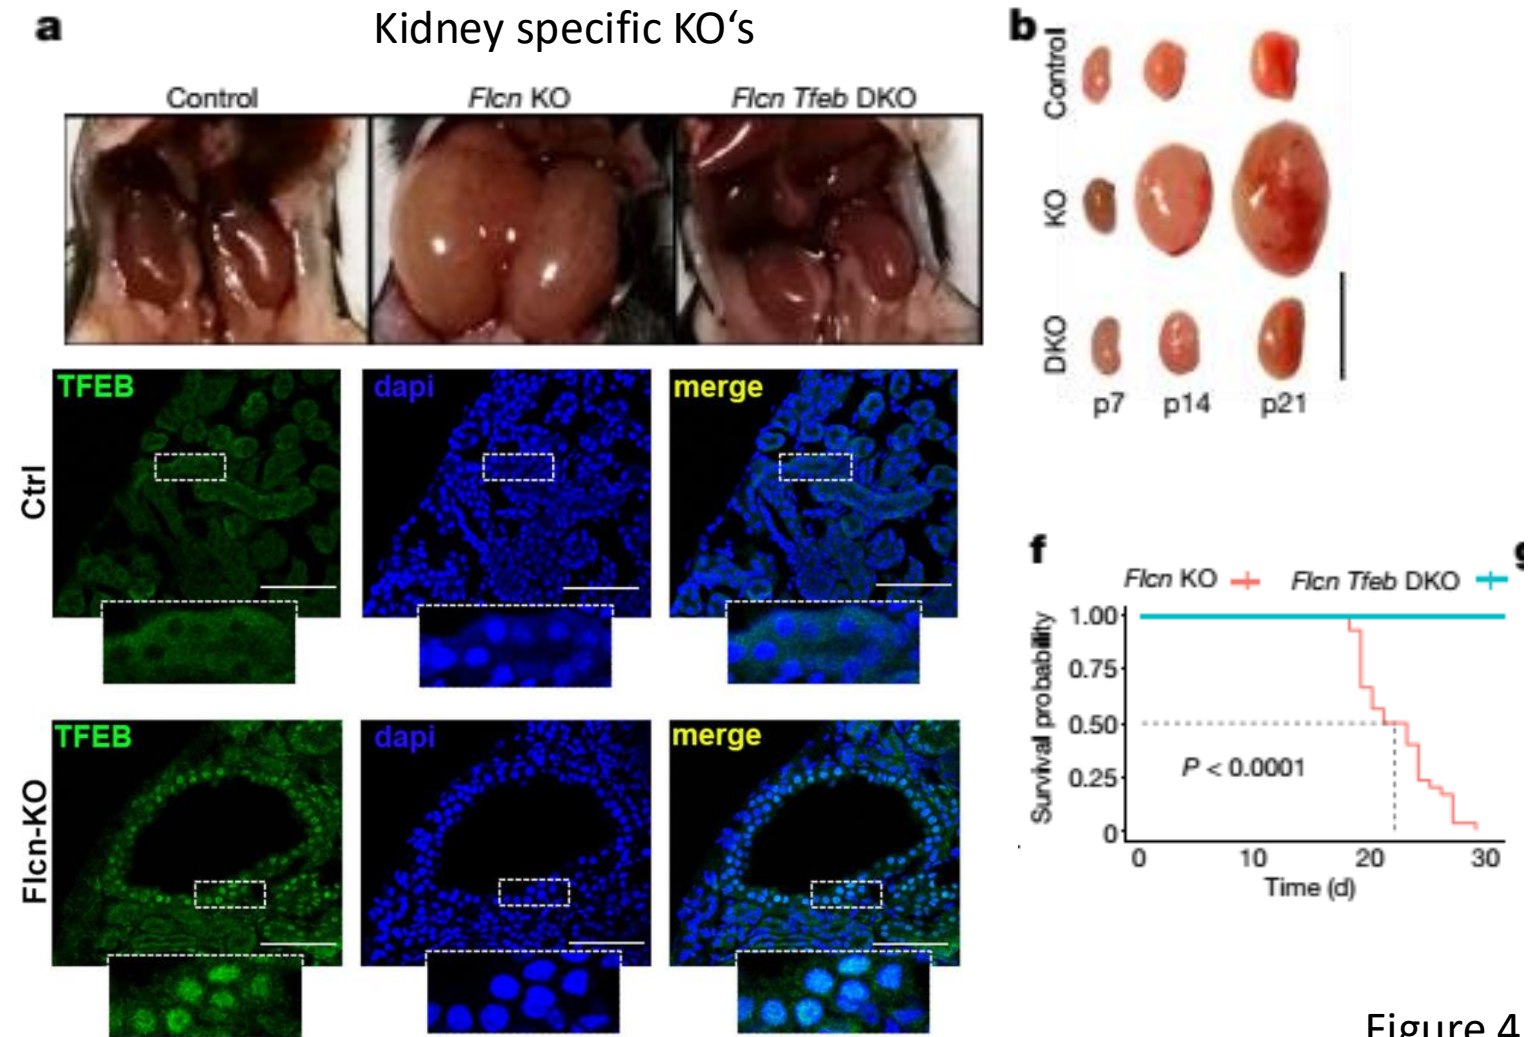 a
Kidney specific KO‘s
Control
Flcn KO
Flcn Tfeb DKO
TFEB
dapi
merge
Ctrl
TFEB
dapi
merge
Flcn-KO
b
Control
KO
DKO
p7
p14
p21
f
g
Flcn KO
Flcn Tfeb DKO
Survival probability
1.00
0.75
0.50
0.25
0
P < 0.0001
0
10
20
30
Time (d)
Figure 4